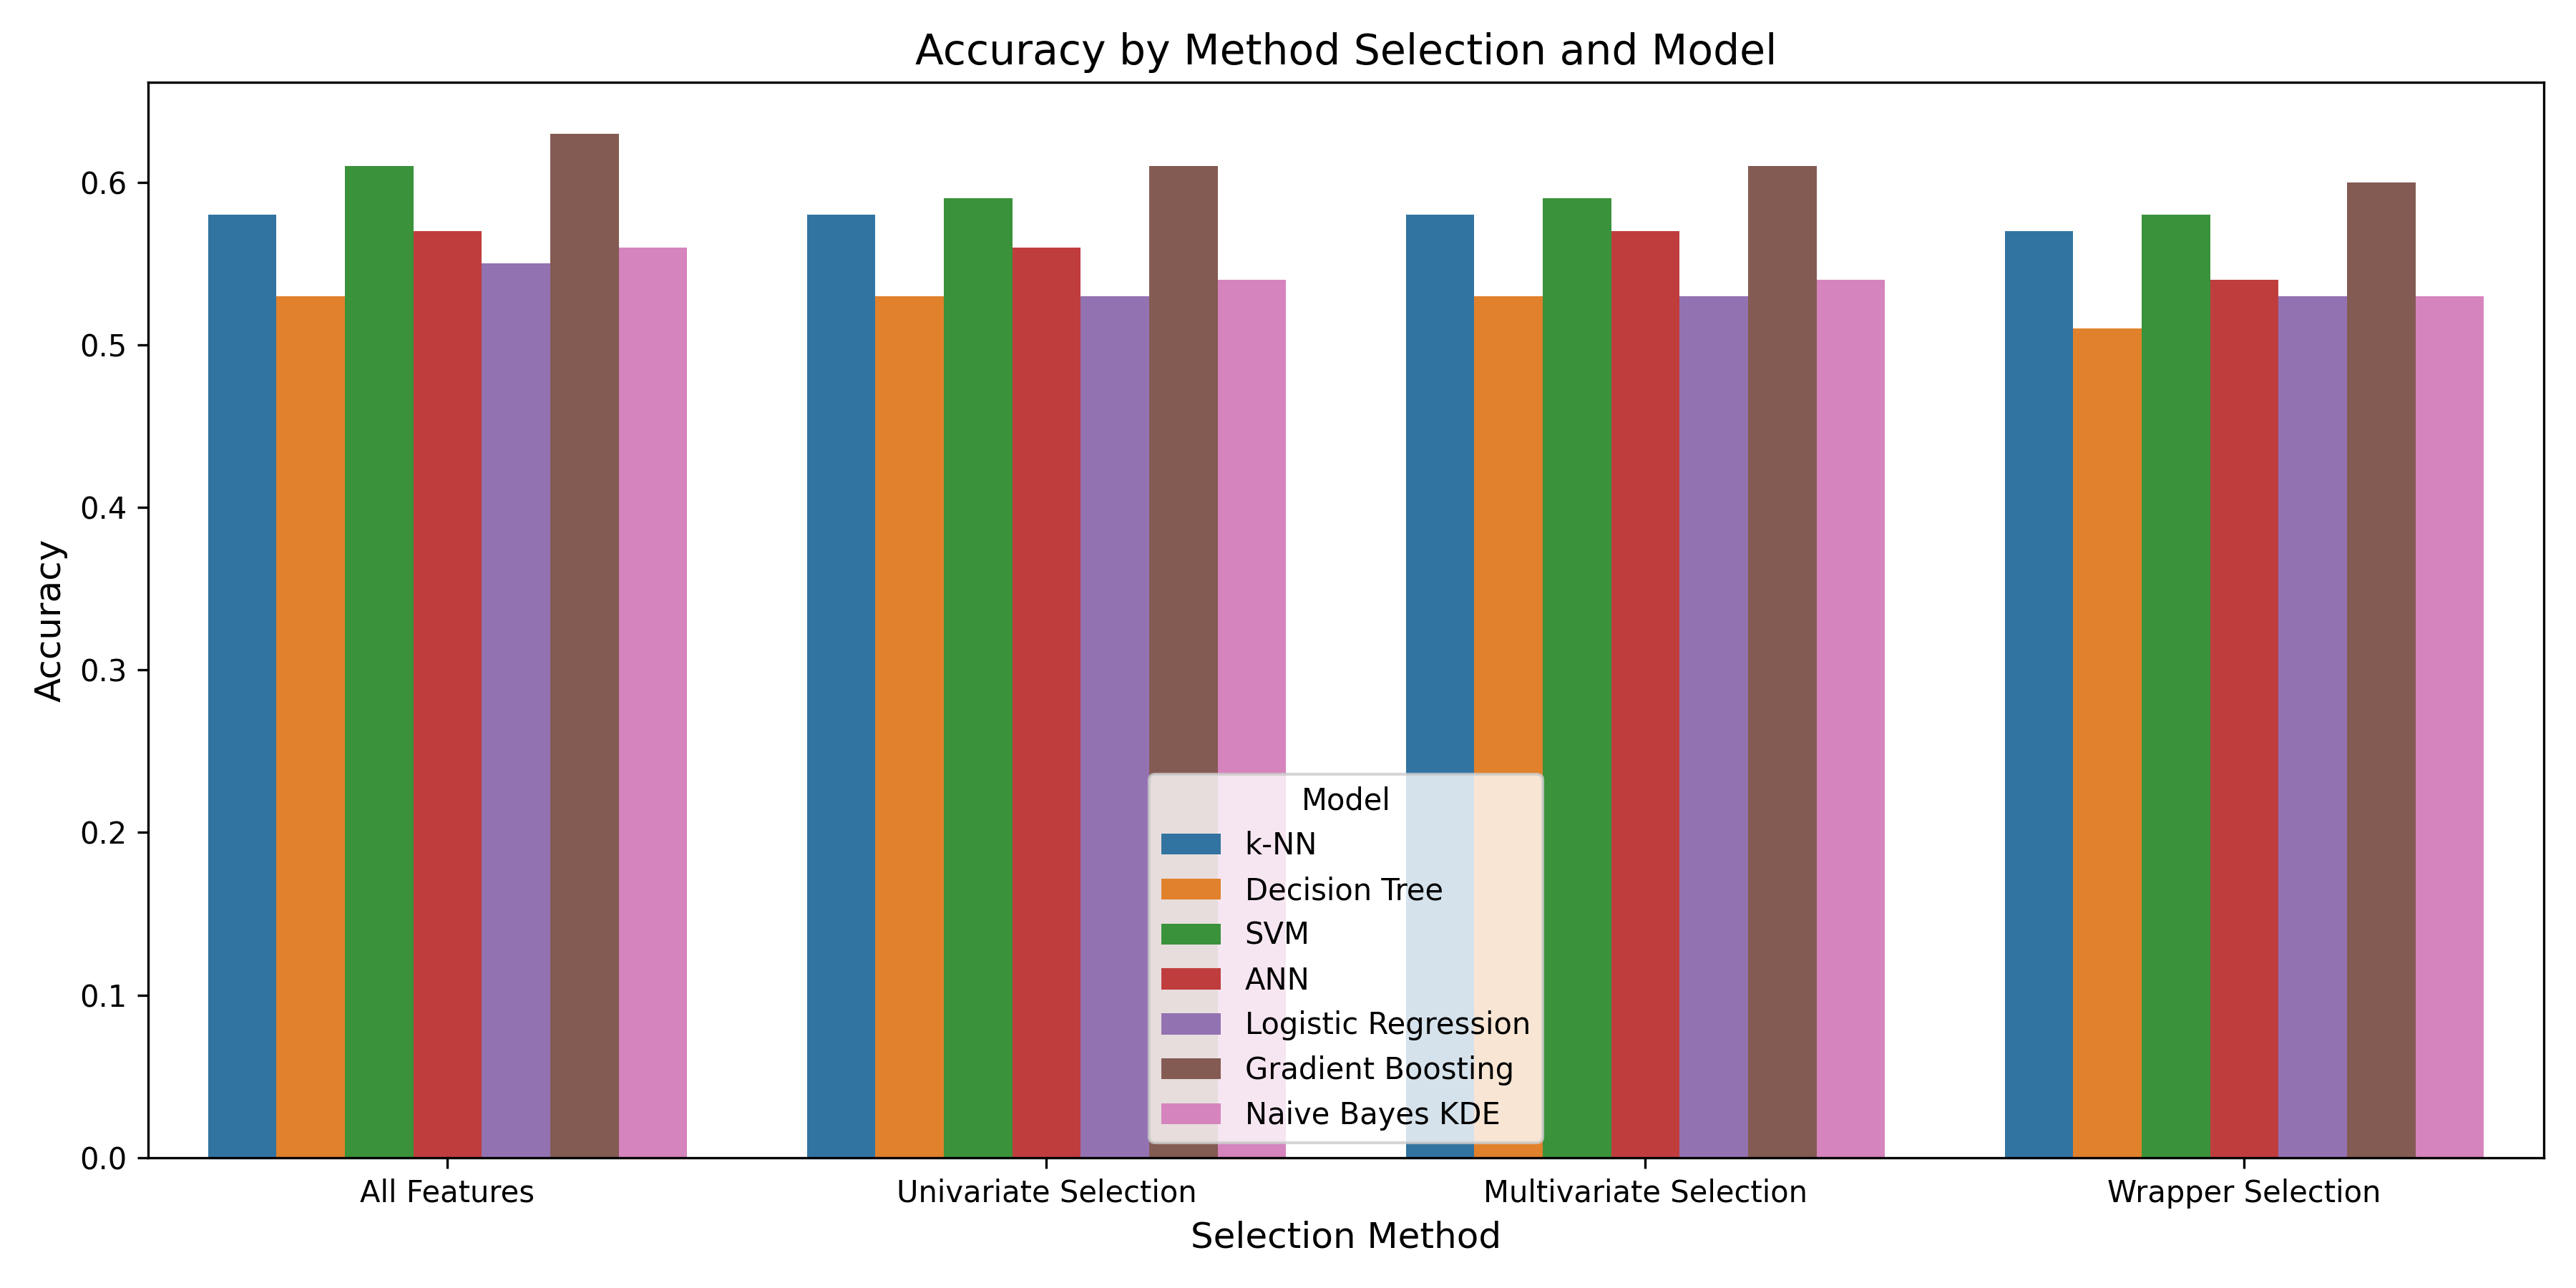 Accuracy by Method Selection and Model
Accuracy
0.6
0.5
0.4
0.3
0.2
0.1
0.0
Model
k-NN
Decision Tree
SVM
ANN
Logistic Regression
Gradient Boosting
Naive Bayes KDE
All Features
Univariate Selection
Multivariate Selection
Wrapper Selection
Selection Method